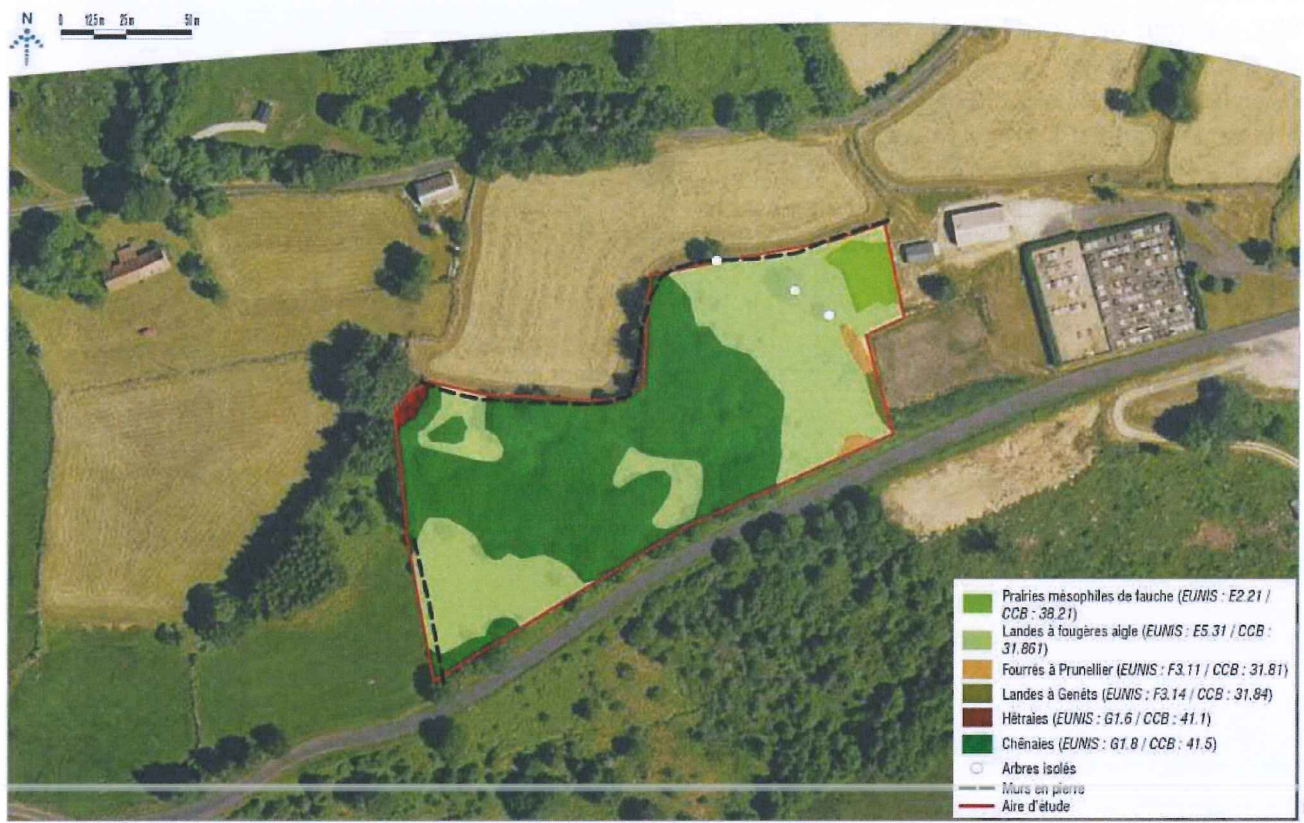 N
0 12,5 m 25 m 50 m
Prairies mésophiles de fauche (EUNIS : E2.21 /
CCB : 38.21)
Landes à fougères aigle (EUNIS : E5.31 / CCB :
31.861)
Fourrés à Prunellier (EUNIS : F3.11 / CCB : 31.81)
Landes à Genêts (EUNIS : F3.14 / CCB : 31.84)
Hêtraies (EUNIS : G1.6 / CCB : 41.1)
Chênaies (EUNIS : G1.8 / CCB : 41.5)
Arbres isolés
Murs en pierre
Aire d'étude